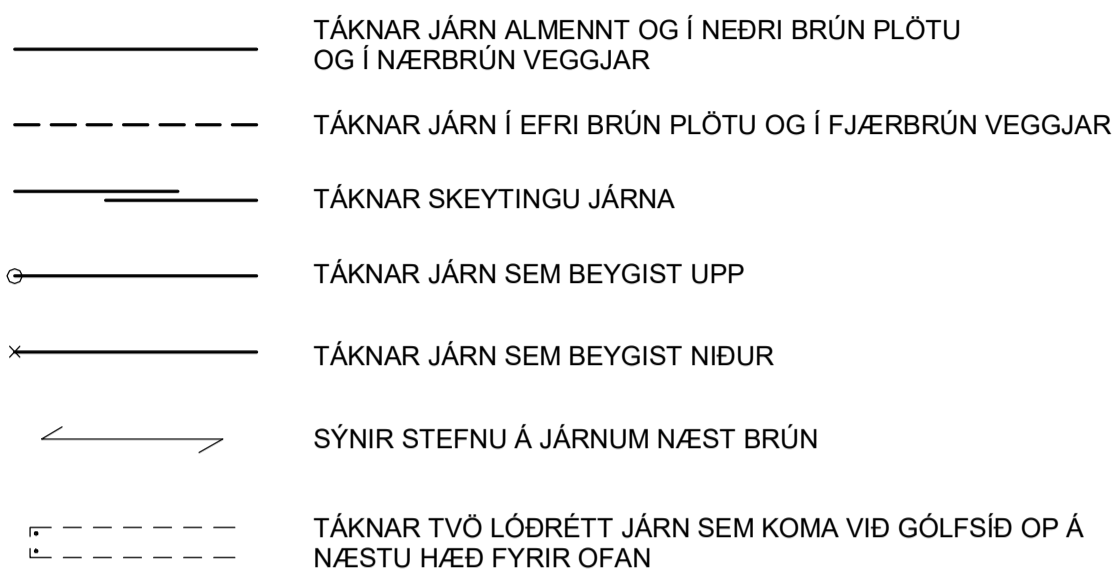 TÁKNAR JÁRN ALMENNT OG Í NEÐRI BRÚN PLÖTU
OG Í NÆRBRÚN VEGGJAR
TÁKNAR JÁRN Í EFRI BRÚN PLÖTU OG Í FJÆRBRÚN VEGGJAR
TÁKNAR SKEYTINGU JÁRNA
TÁKNAR JÁRN SEM BEYGIST UPP
TÁKNAR JÁRN SEM BEYGIST NIÐUR
SÝNIR STEFNU Á JÁRNUM NÆST BRÚN
TÁKNAR TVÖ LÓÐRÉTT JÁRN SEM KOMA VIÐ GÓLFSÍÐ OP Á
NÆSTU HÆÐ FYRIR OFAN